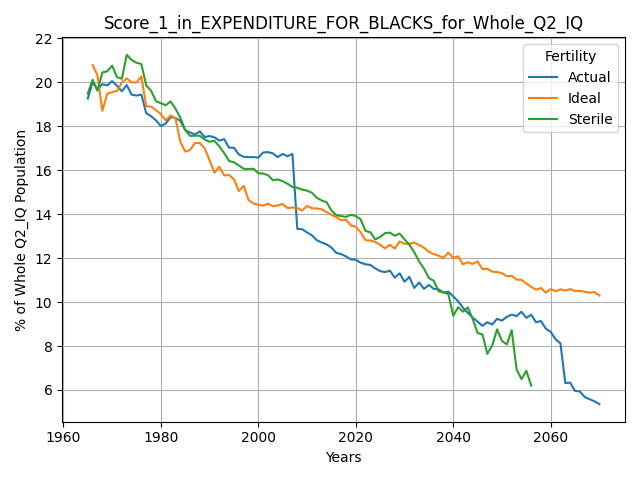 Score_1_in_EXPENDITURE_FOR_BLACKS_for_Whole_Q2_IQ
% of Whole Q2_IQ Population
22
20
18
16
14
12
10
8
6
Fertility
Actual
Ideal
Sterile
1960 1980 2000 2020 2040 2060
Years